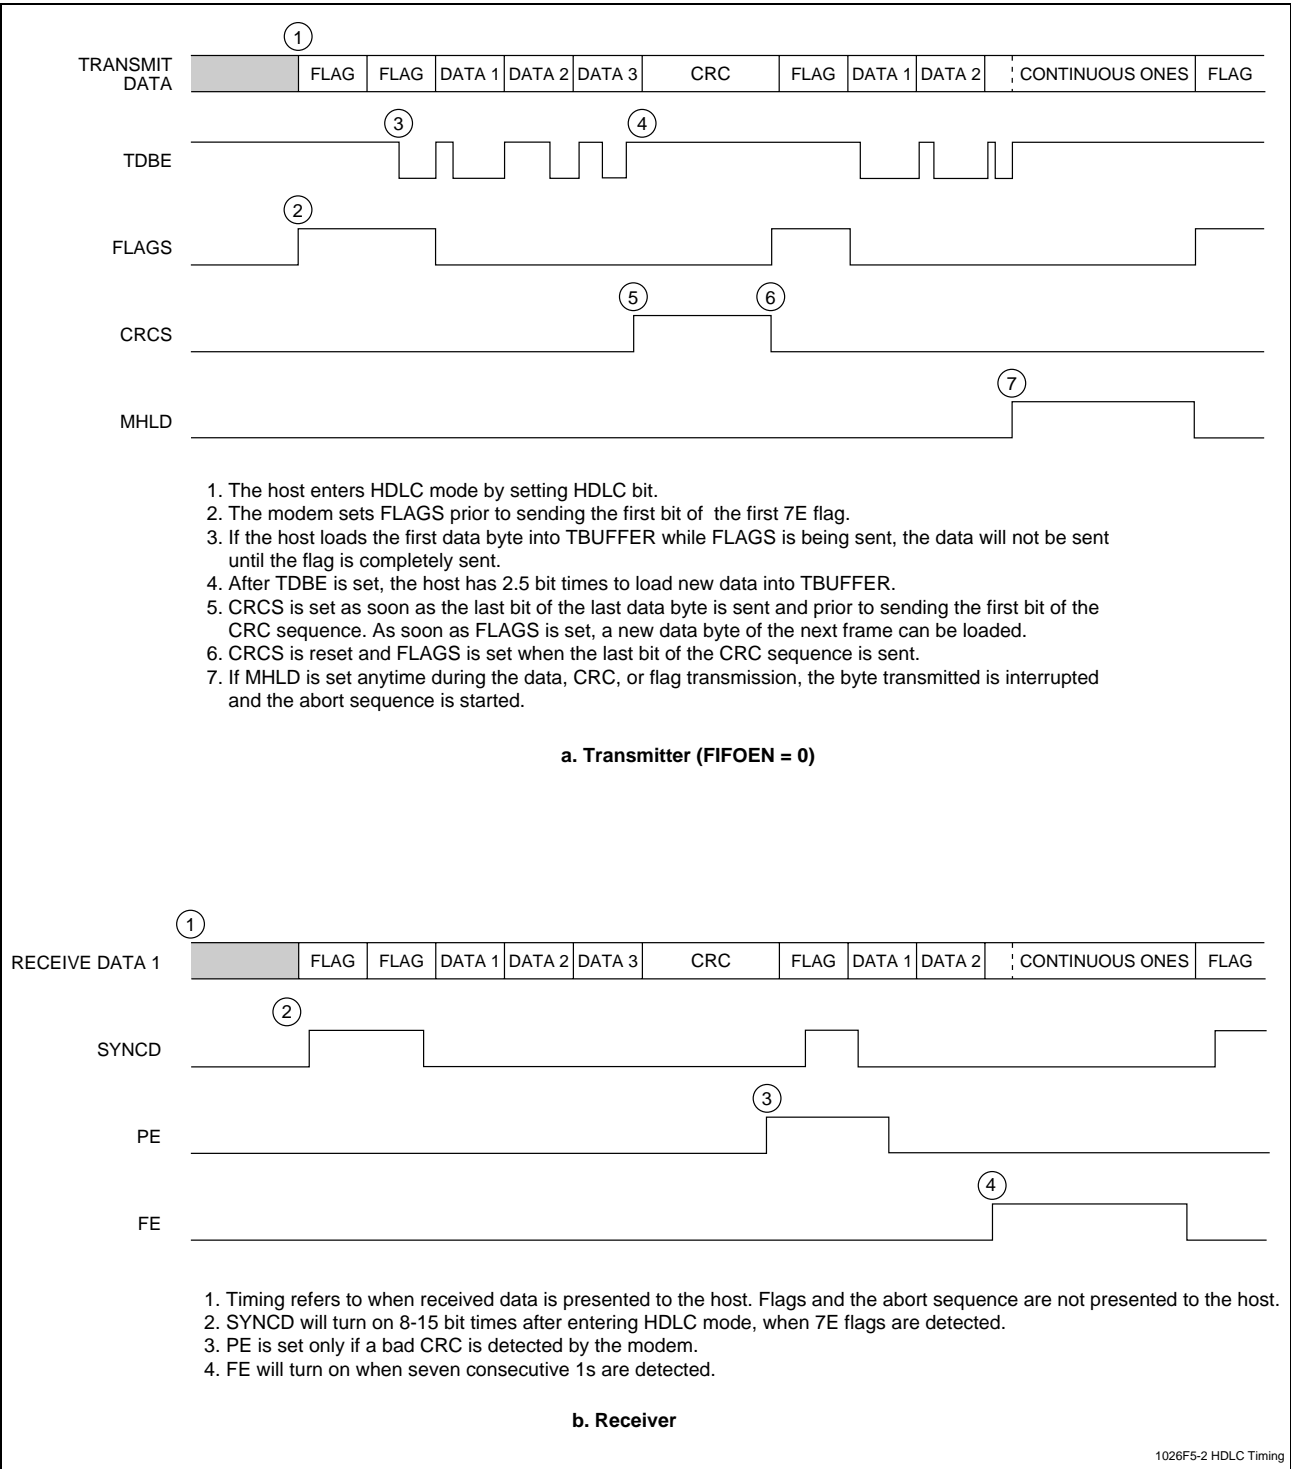 1
TRANSMIT DATA
FLAG FLAG DATA 1 DATA 2 DATA 3 CRC FLAG DATA 1 DATA 2 CONTINUOUS ONES FLAG
3 4
TDBE
2
FLAGS
5 6
CRCS
7
MHLD
1. The host enters HDLC mode by setting HDLC bit.
2. The modem sets FLAGS prior to sending the first bit of the first 7E flag.
3. If the host loads the first data byte into TBUFFER while FLAGS is being sent, the data will not be sent
until the flag is completely sent.
4. After TDBE is set, the host has 2.5 bit times to load new data into TBUFFER.
5. CRCS is set as soon as the last bit of the last data byte is sent and prior to sending the first bit of the
CRC sequence. As soon as FLAGS is set, a new data byte of the next frame can be loaded.
6. CRCS is reset and FLAGS is set when the last bit of the CRC sequence is sent.
7. If MHLD is set anytime during the data, CRC, or flag transmission, the byte transmitted is interrupted
and the abort sequence is started.
a. Transmitter (FIFOEN = 0)
1
RECEIVE DATA 1 FLAG FLAG DATA 1 DATA 2 DATA 3 CRC FLAG DATA 1 DATA 2 CONTINUOUS ONES FLAG
2
SYNCD
3
PE
4
FE
1. Timing refers to when received data is presented to the host. Flags and the abort sequence are not presented to the host.
2. SYNCD will turn on 8-15 bit times after entering HDLC mode, when 7E flags are detected.
3. PE is set only if a bad CRC is detected by the modem.
4. FE will turn on when seven consecutive 1s are detected.
b. Receiver
1026F5-2 HDLC Timing